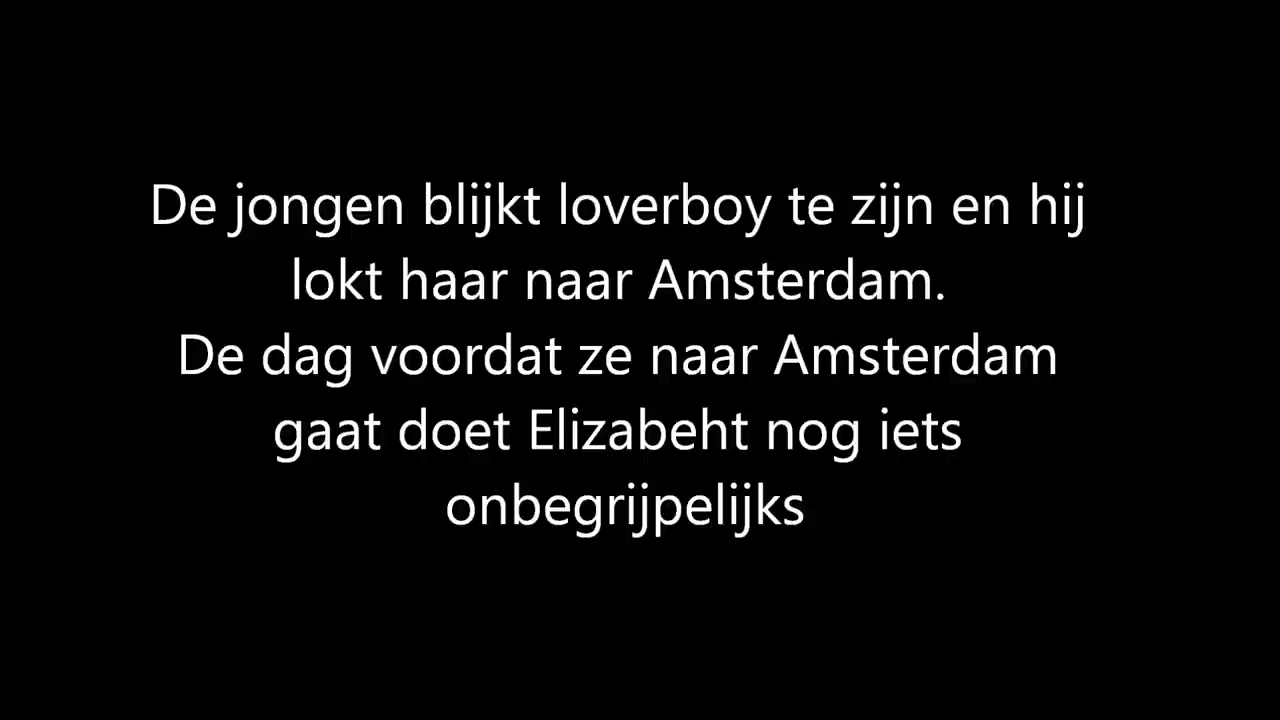 De jongen blijkt loverboy te zijn en hij
lokt haar naar Amsterdam.
De dag voordat ze naar Amsterdam
gaat doet Elizabeht nog iets
onbegrijpelijks